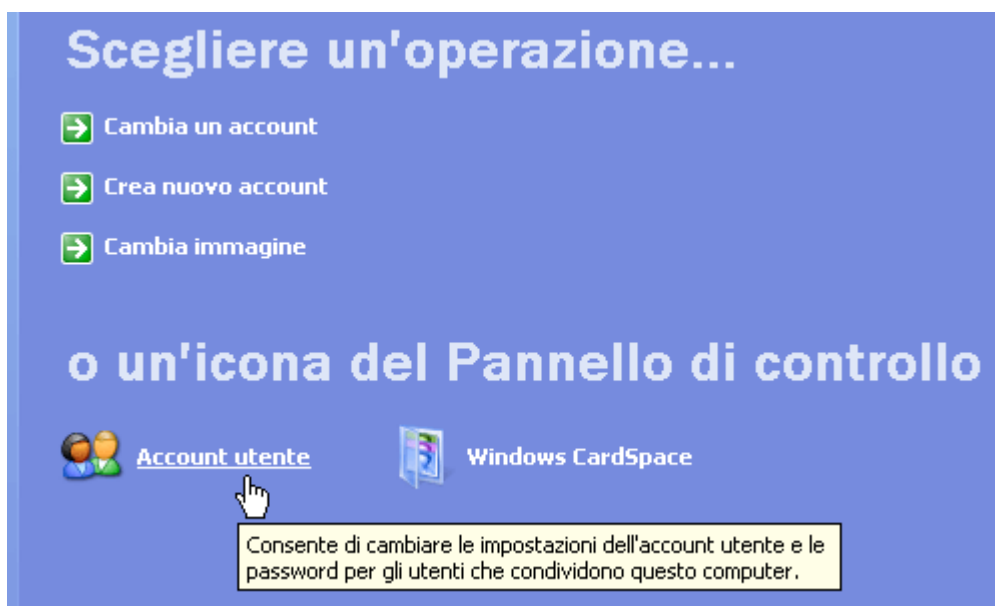 Scegliere un'operazione...
Cambia un account
Crea nuovo account
Cambia immagine
o un'icona del Pannello di controllo
Account utente
Windows CardSpace
Consente di cambiare le impostazioni dell'account utente e le
password per gli utenti che condividono questo computer.